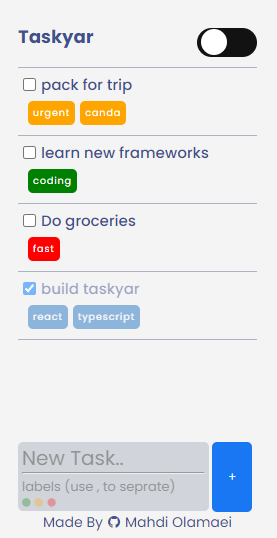 Taskyar
pack for trip
urgent canda
learn new frameworks
coding
Do groceries
fast
build taskyar
react typescript
New Task..
labels (use , to seprate)
+
Made By Mahdi Olamaei